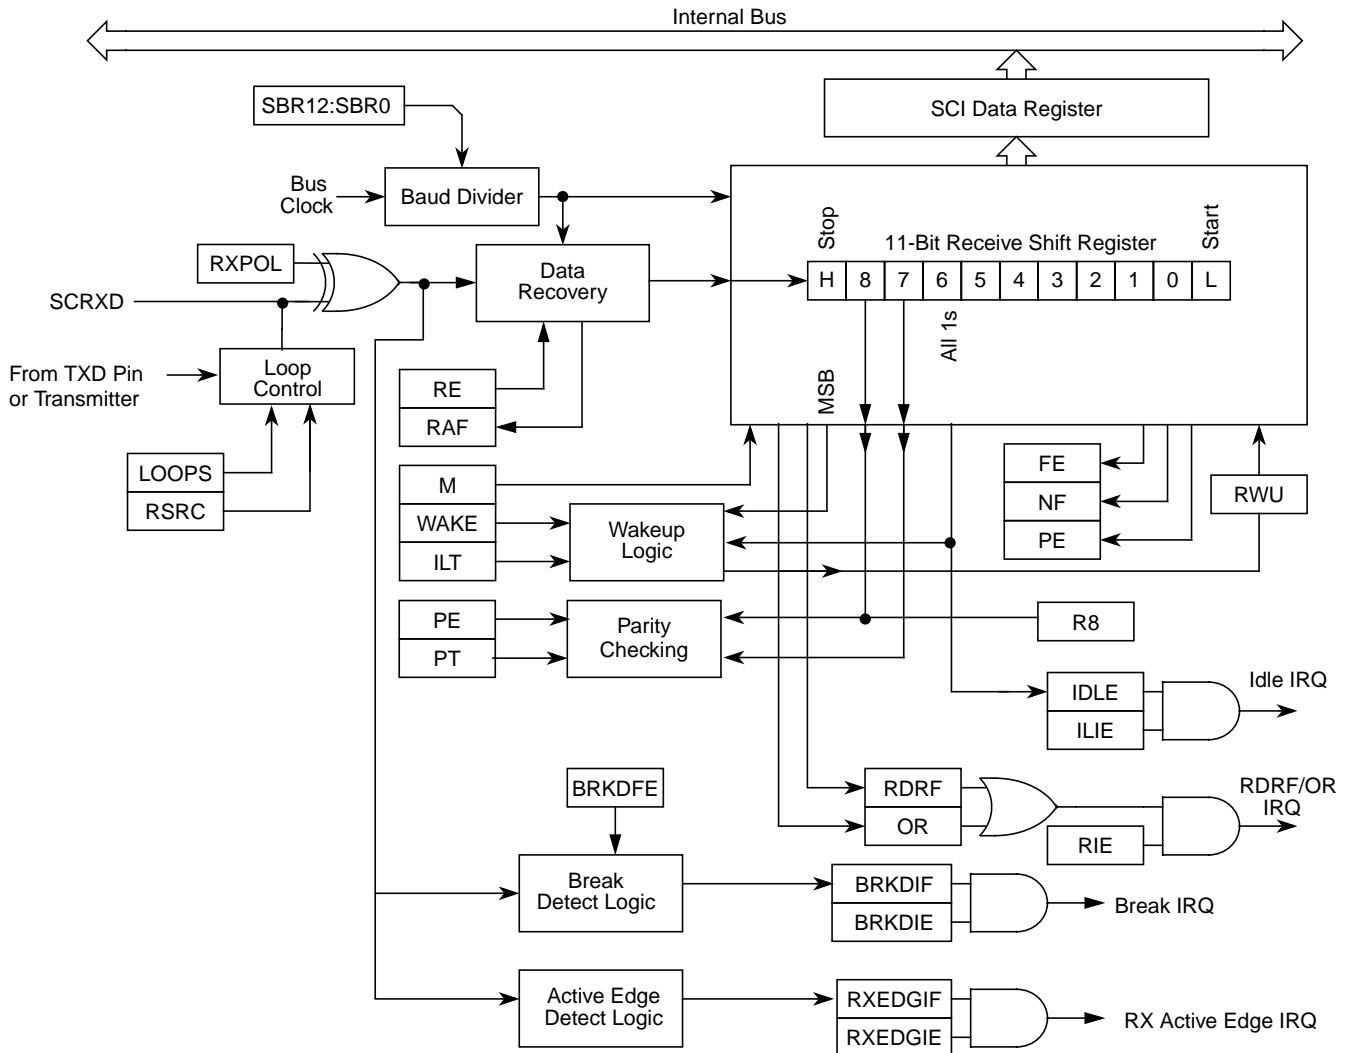 Internal Bus
SBR12:SBR0
SCI Data Register
Bus
Clock
Baud Divider
Stop
11-Bit Receive Shift Register
Start
RXPOL
Data
Recovery
H 8 7 6 5 4 3 2 1 0 L
SCRXD
All 1s
From TXD Pin
or Transmitter
Loop
Control
RE
RAF
MSB
LOOPS
RSRC
M
WAKE
ILT
Wakeup
Logic
FE
NF
PE
RWU
PE
PT
Parity
Checking
R8
IDLE
ILIE
Idle IRQ
BRKDFE
RDRF
OR
RIE
RDRF/OR
IRQ
Break
Detect Logic
BRKDIF
BRKDIE
Break IRQ
Active Edge
Detect Logic
RXEDGIF
RXEDGIE
RX Active Edge IRQ